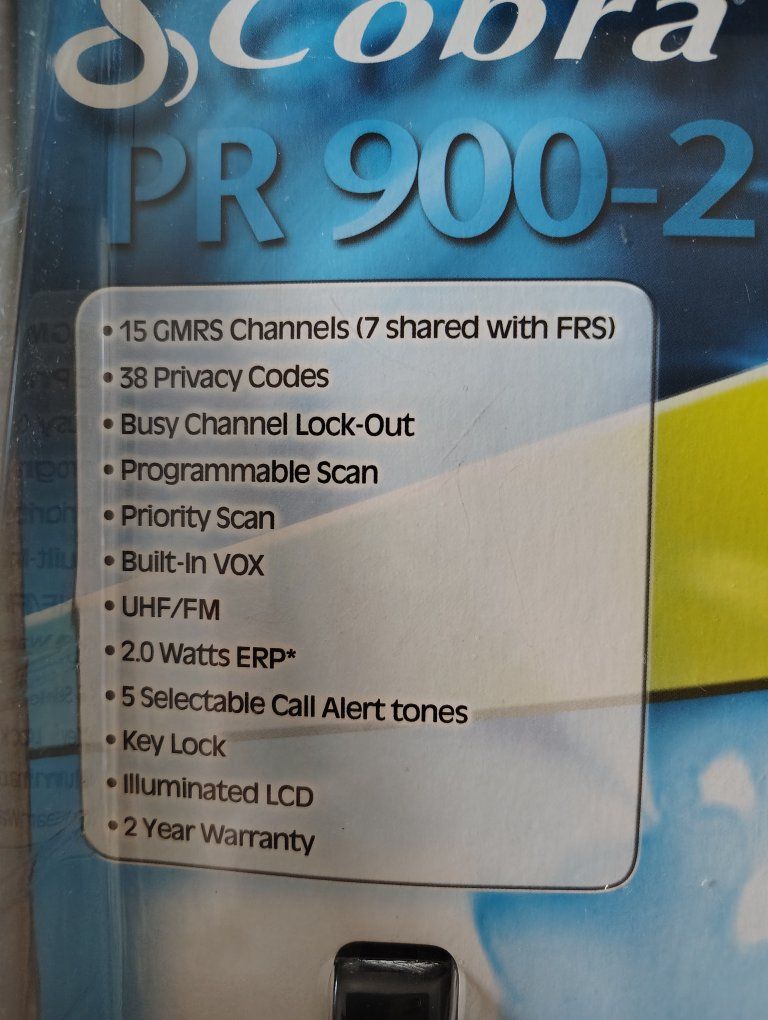 Cobra
PR 900-2
• 15 GMRS Channels (7 shared with FRS)
• 38 Privacy Codes
• Busy Channel Lock-Out
• Programmable Scan
• Priority Scan
• Built-In VOX
• UHF/FM
• 2.0 Watts ERP*
• 5 Selectable Call Alert tones
• Key Lock
• Illuminated LCD
• 2 Year Warranty